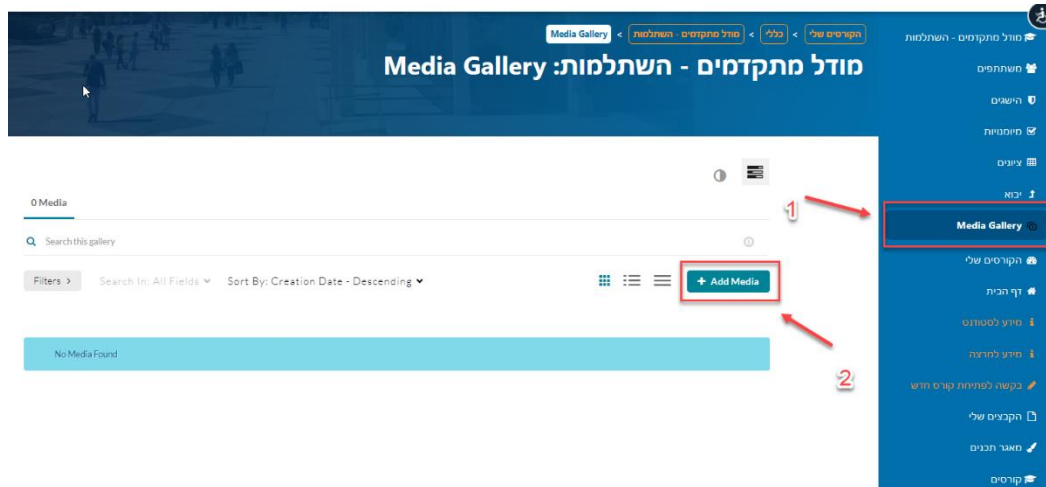 הקורסים שלי > כללי > מודל מתקדמים - השתלמות > Media Gallery
מודל מתקדמים - השתלמות: Media Gallery
מודל מתקדמים - השתלמות
משתתפים
הישגים
מיומנויות
ציונים
יבוא
Media Gallery
הקורסים שלי
דף הבית
מידע לסטודנט
מידע למרצה
בקשה לפתיחת קורס חדש
הקבצים שלי
מאגר תכנים
קורסים
1
0 Media
Search this gallery
Filters >
Search In: All Fields
Sort By: Creation Date - Descending
+ Add Media
No Media Found
2